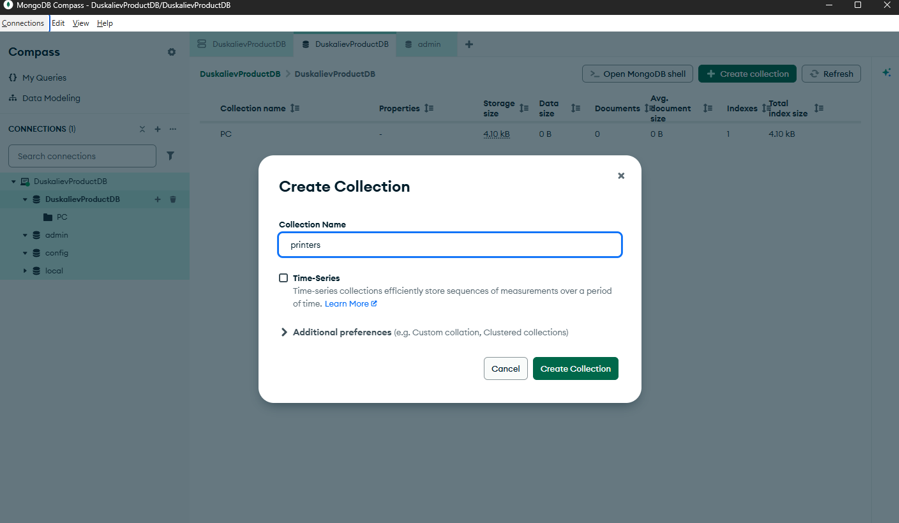 MongoDB Compass - DuskalievProductDB/DuskalievProductDB
Connections Edit View Help
Compass
My Queries
Data Modeling
CONNECTIONS (1)
Search connections
DuskalievProductDB
DuskalievProductDB
PC
admin
config
local
DuskalievProductDB DuskalievProductDB admin
DuskalievProductDB > DuskalievProductDB
Open MongoDB shell Create collection Refresh
Collection name Properties Storage size Data size Documents Avg. document size Indexes Total index size
PC - 4.10 kB 0 B 0 0 B 1 4.10 kB
Create Collection
Collection Name
printers
Time-Series
Time-series collections efficiently store sequences of measurements over a period
of time. Learn More
Additional preferences (e.g. Custom collation, Clustered collections)
Cancel Create Collection